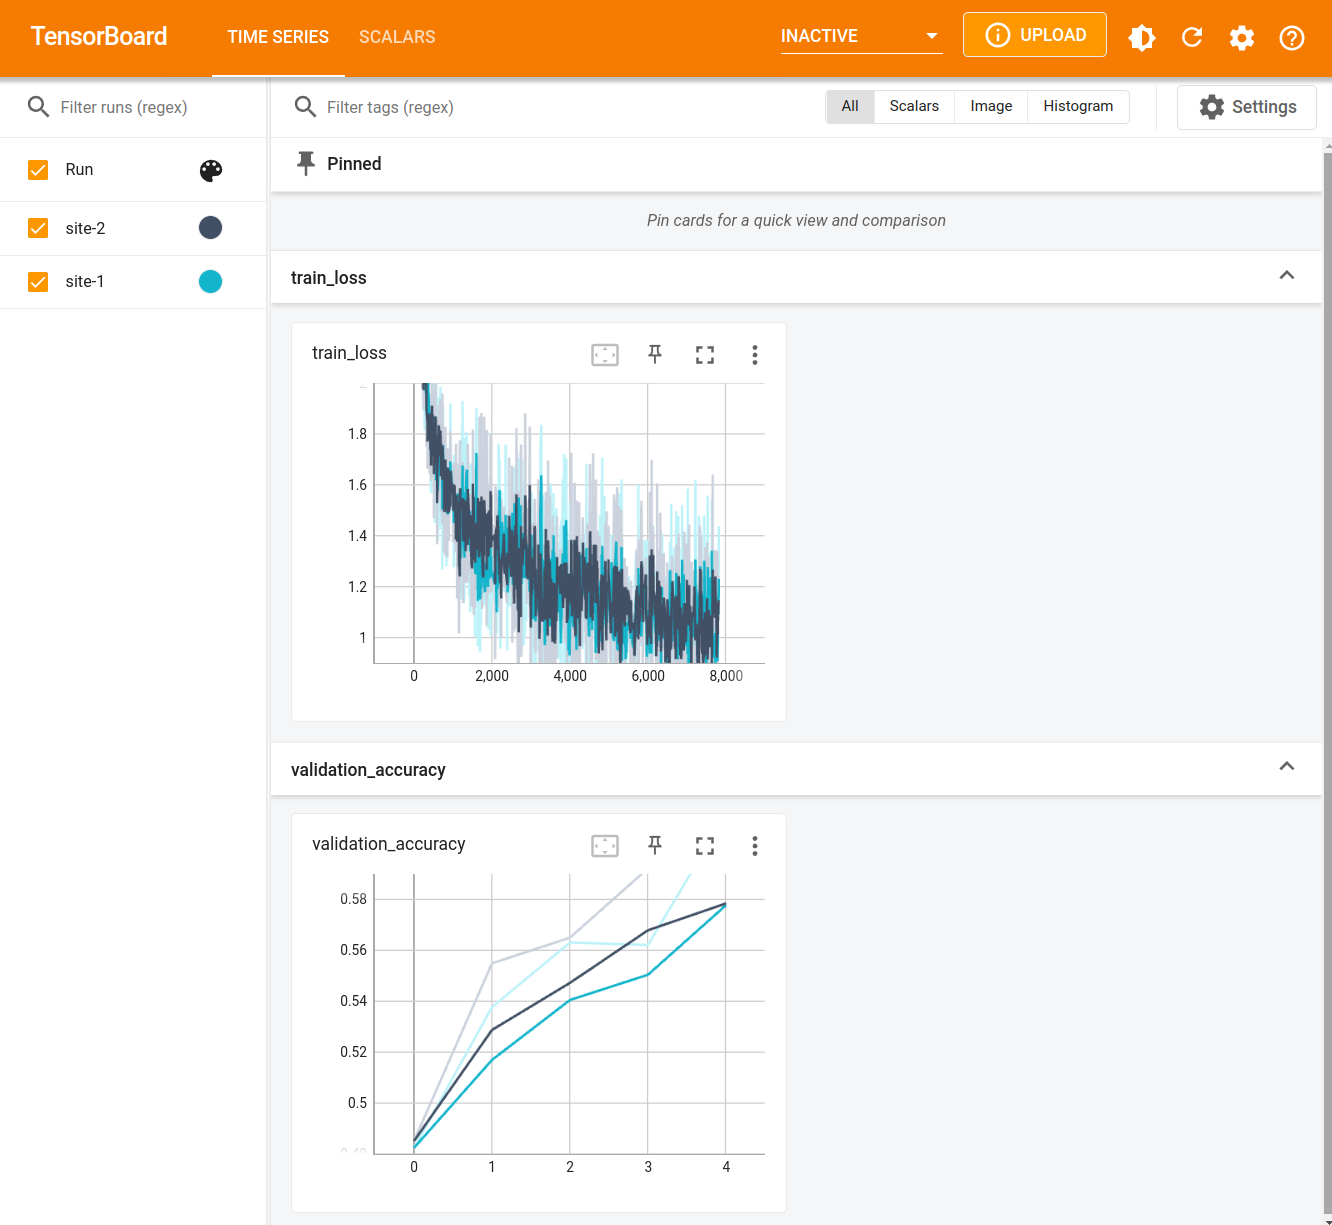 TensorBoard
TIME SERIES
SCALARS
INACTIVE
UPLOAD
Filter runs (regex)
Run
site-2
site-1
Filter tags (regex)
All
Scalars
Image
Histogram
Settings
Pinned
Pin cards for a quick view and comparison
train_loss
train_loss
1.8
1.6
1.4
1.2
1
0
2,000
4,000
6,000
8,000
validation_accuracy
validation_accuracy
0.58
0.56
0.54
0.52
0.5
0
1
2
3
4